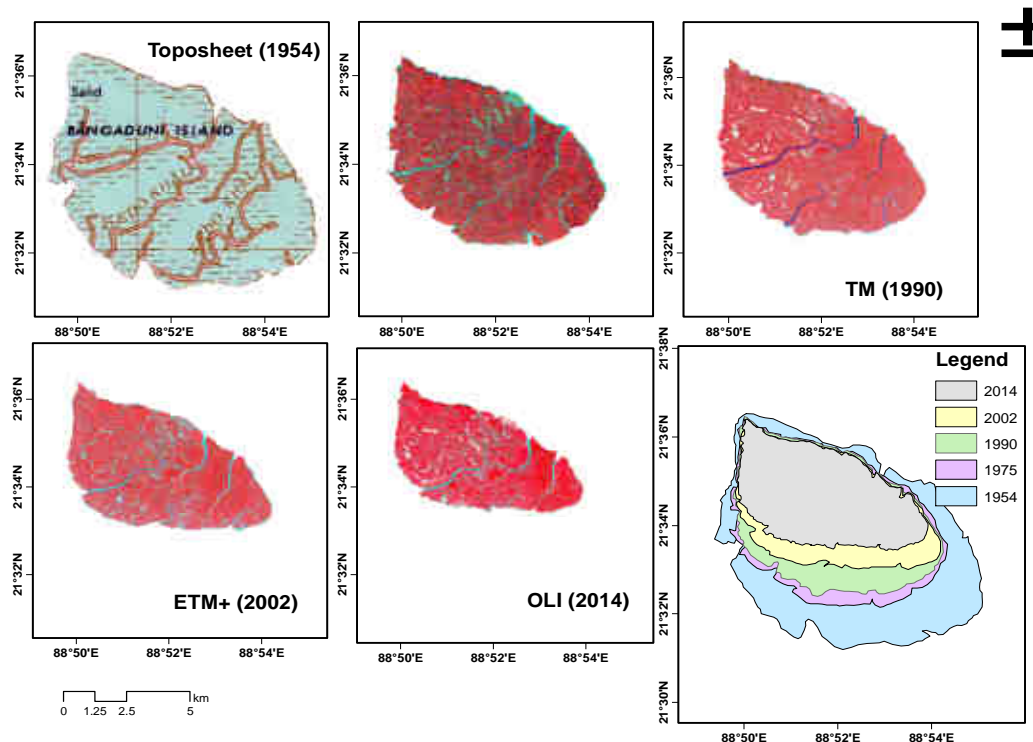 Toposheet (1954)
21°36'N
21°34'N
21°32'N
Sand
BANGADUNI ISLAND
88°50'E
88°52'E
88°54'E
21°36'N
21°34'N
21°32'N
88°50'E
88°52'E
88°54'E
21°36'N
21°34'N
21°32'N
TM (1990)
88°50'E
88°52'E
88°54'E
21°36'N
21°34'N
21°32'N
ETM+ (2002)
88°50'E
88°52'E
88°54'E
21°36'N
21°34'N
21°32'N
OLI (2014)
88°50'E
88°52'E
88°54'E
21°38'N
21°36'N
21°34'N
21°32'N
21°30'N
Legend
2014
2002
1990
1975
1954
88°50'E
88°52'E
88°54'E
km
0 1.25 2.5 5